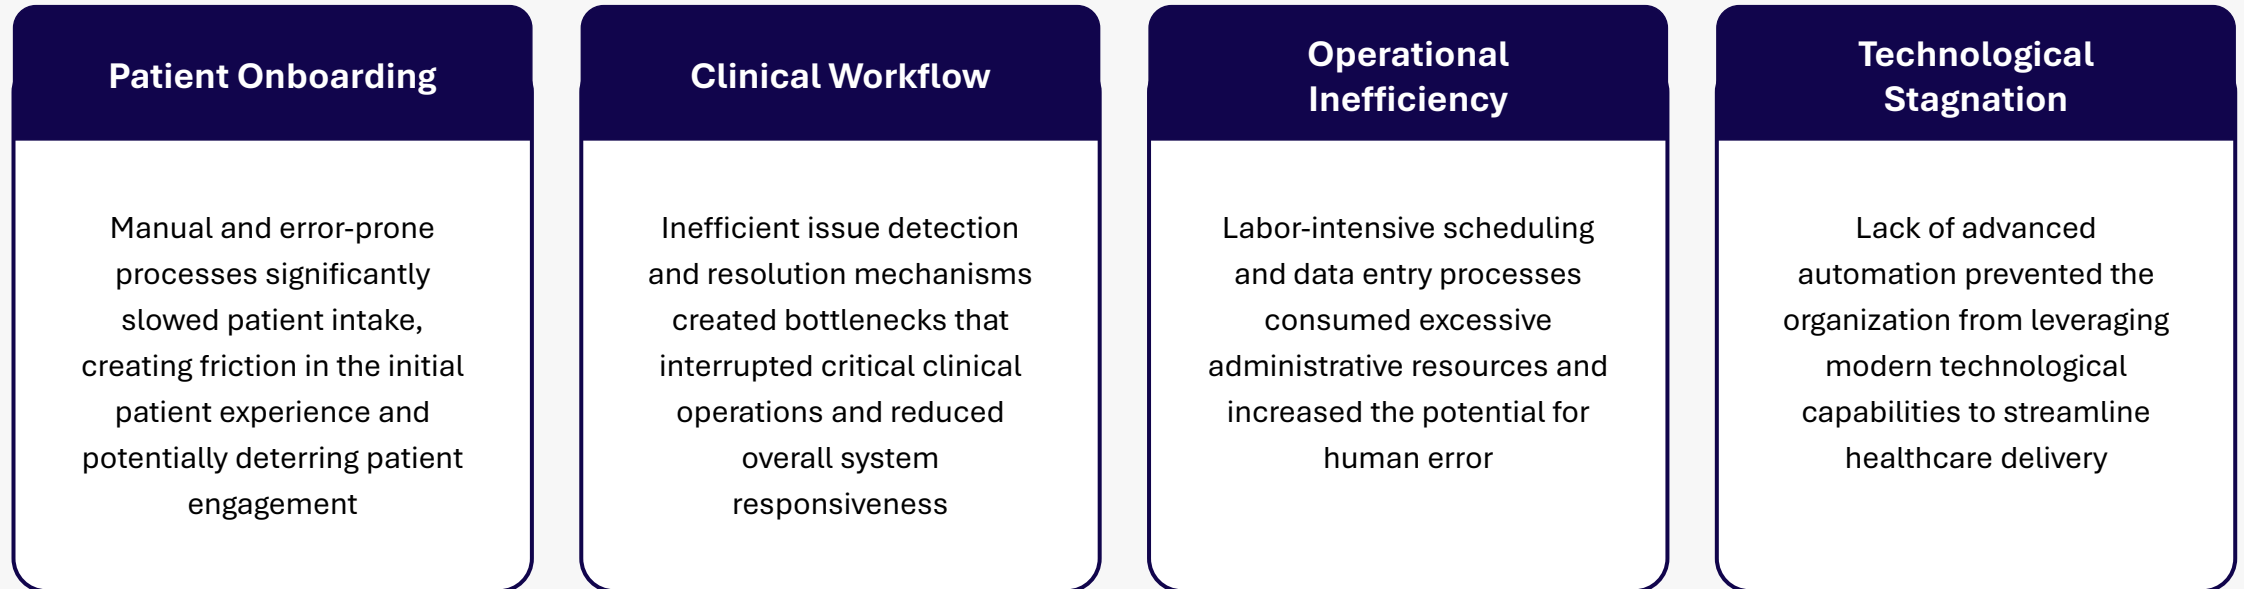 Patient Onboarding
Manual and error-prone
processes significantly
slowed patient intake,
creating friction in the initial
patient experience and
potentially deterring patient
engagement
Clinical Workflow
Inefficient issue detection
and resolution mechanisms
created bottlenecks that
interrupted critical clinical
operations and reduced
overall system
responsiveness
Operational
Inefficiency
Labor-intensive scheduling
and data entry processes
consumed excessive
administrative resources and
increased the potential for
human error
Technological
Stagnation
Lack of advanced
automation prevented the
organization from leveraging
modern technological
capabilities to streamline
healthcare delivery